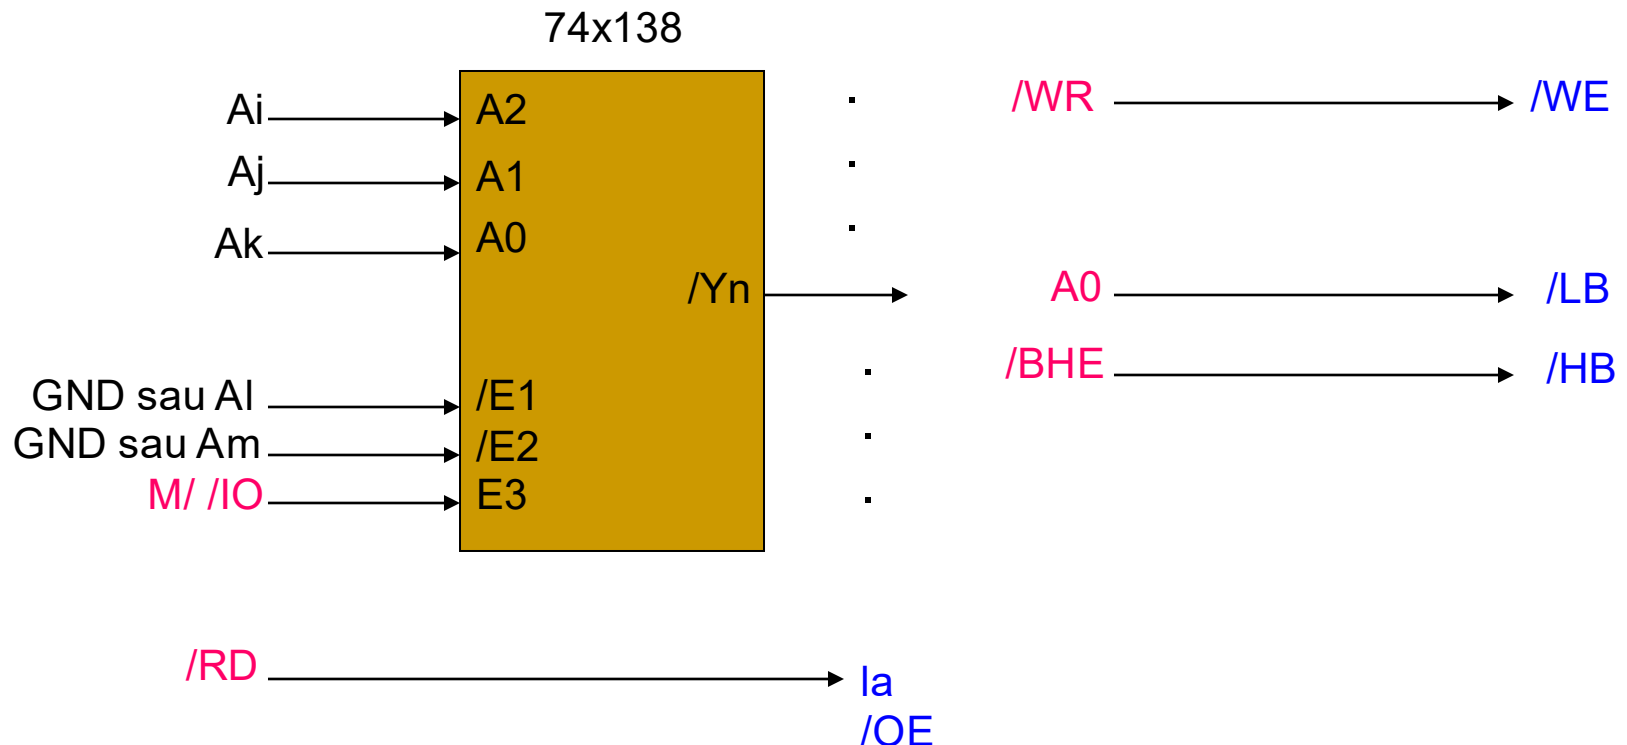 74x138
Ai
A2
Aj
A1
Ak
A0
/Yn
GND sau Al
/E1
GND sau Am
/E2
M/ /IO
E3
/WR
/WE
A0
/LB
/BHE
/HB
/RD
la
/OE